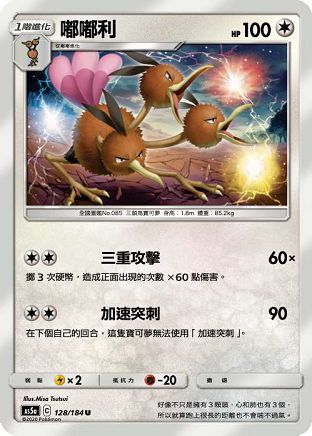 1階進化
嘟嘟利
HP 100
從嘟嘟進化
全國圖鑑No.085 三頭鳥寶可夢 身高:1.8m 體重:85.2kg
三重攻擊 60×
擲3次硬幣,造成正面出現的次數×60點傷害。
加速突刺 90
在下個自己的回合,這隻寶可夢無法使用「加速突刺」。
弱點 ×2 抵抗力 -20 撤退
Illus.Misa Tsutsui
AS5a C 128/184 U
©2020 Pokémon
好像不只是擁有3顆頭,心和肺也有3個,
所以就算跑上很長的距離也不會喘不過氣。